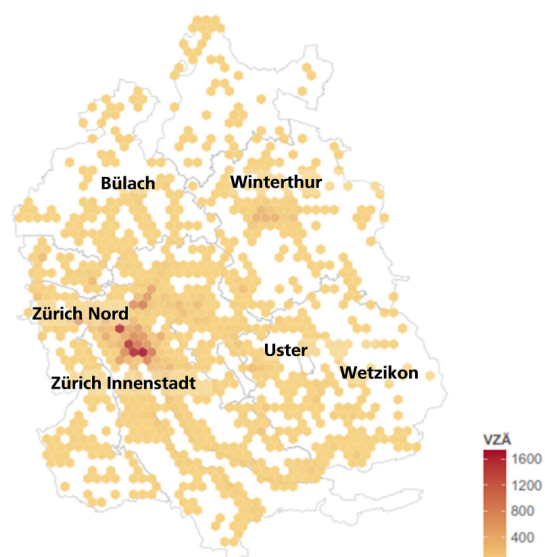 Bülach
Winterthur
Zürich Nord
Uster
Wetzikon
Zürich Innenstadt
VZÄ
1600
1200
800
400